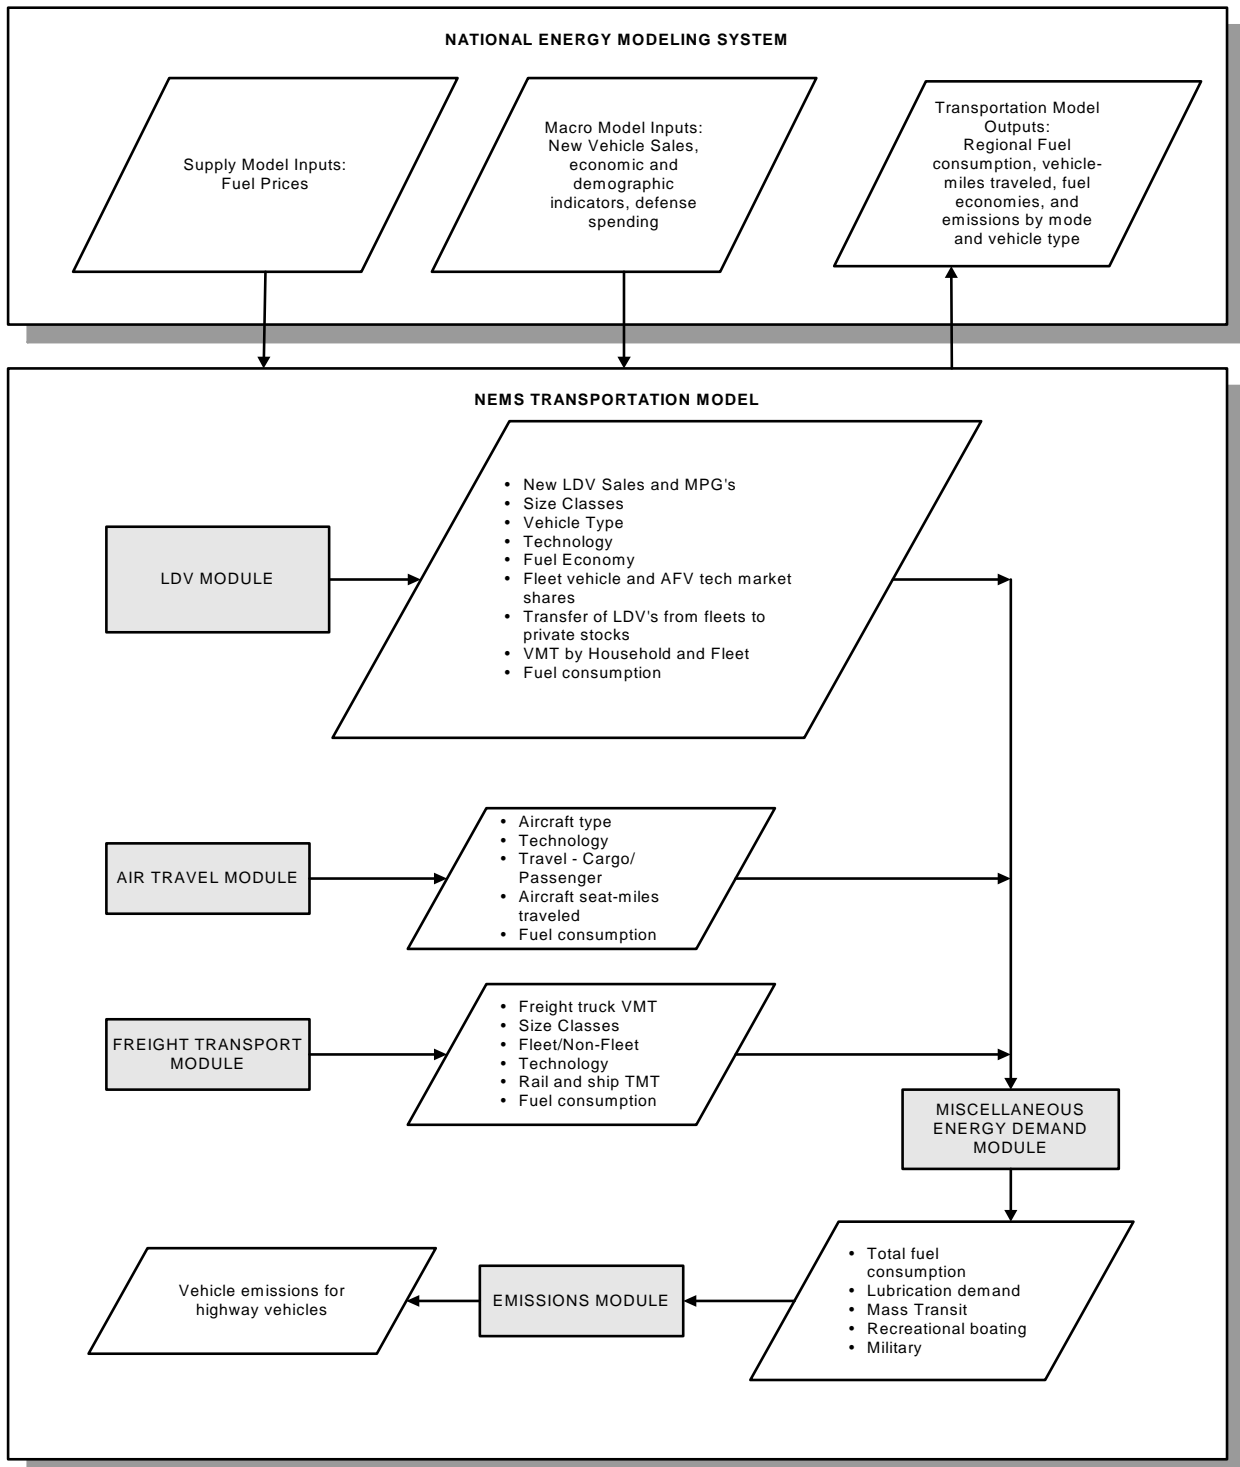 NATIONAL ENERGY MODELING SYSTEM
Supply Model Inputs:
Fuel Prices
Macro Model Inputs:
New Vehicle Sales,
economic and
demographic
indicators, defense
spending
Transportation Model
Outputs:
Regional Fuel
consumption, vehicle-
miles traveled, fuel
economies, and
emissions by mode
and vehicle type
NEMS TRANSPORTATION MODEL
LDV MODULE
• New LDV Sales and MPG's
• Size Classes
• Vehicle Type
• Technology
• Fuel Economy
• Fleet vehicle and AFV tech market
shares
• Transfer of LDV's from fleets to
private stocks
• VMT by Household and Fleet
• Fuel consumption
AIR TRAVEL MODULE
• Aircraft type
• Technology
• Travel - Cargo/
Passenger
• Aircraft seat-miles
traveled
• Fuel consumption
FREIGHT TRANSPORT
MODULE
• Freight truck VMT
• Size Classes
• Fleet/Non-Fleet
• Technology
• Rail and ship TMT
• Fuel consumption
MISCELLANEOUS
ENERGY DEMAND
MODULE
• Total fuel
consumption
• Lubrication demand
• Mass Transit
• Recreational boating
• Military
EMISSIONS MODULE
Vehicle emissions for
highway vehicles